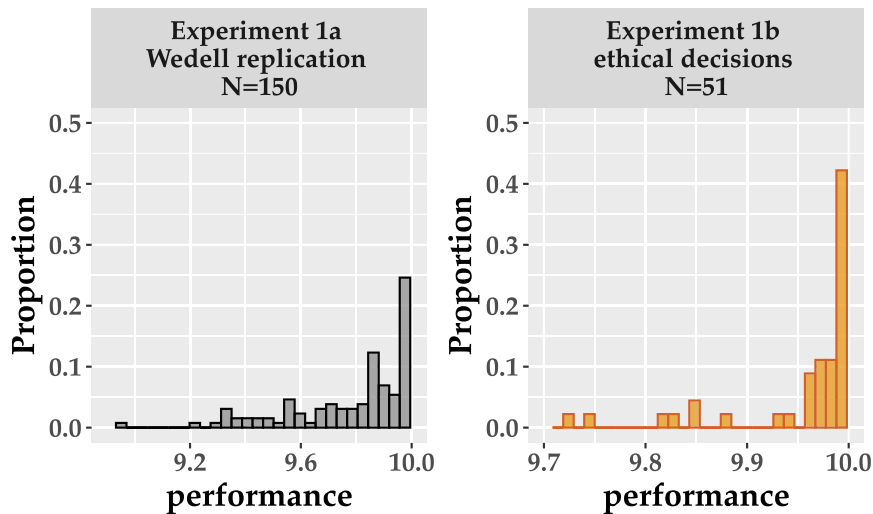 Experiment 1a
Wedell replication
N=150
0.5
0.4
0.3
0.2
0.1
0.0
Proportion
9.2 9.6 10.0
performance
Experiment 1b
ethical decisions
N=51
0.5
0.4
0.3
0.2
0.1
0.0
Proportion
9.7 9.8 9.9 10.0
performance